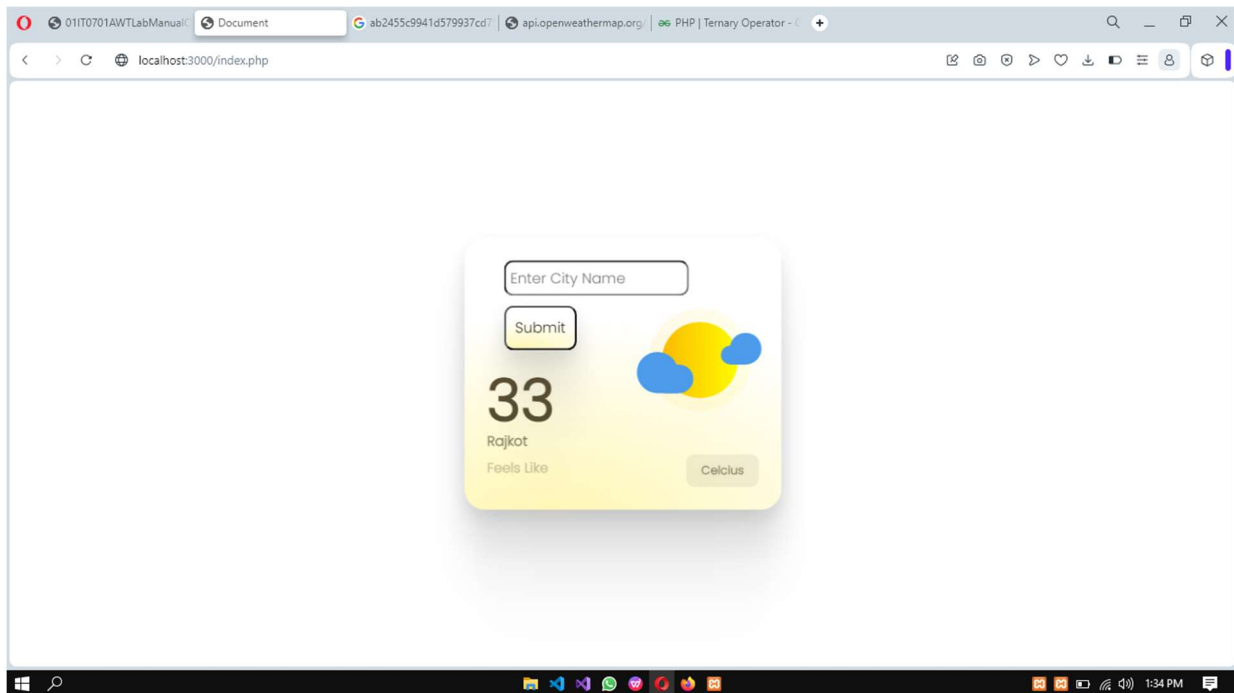 01IT0701AWTLabManual
Document
ab2455c9941d579937cd7
api.openweathermap.org/
PHP | Ternary Operator -
localhost:3000/index.php
Enter City Name
Submit
33
Rajkot
Feels Like
Celcius
1:34 PM